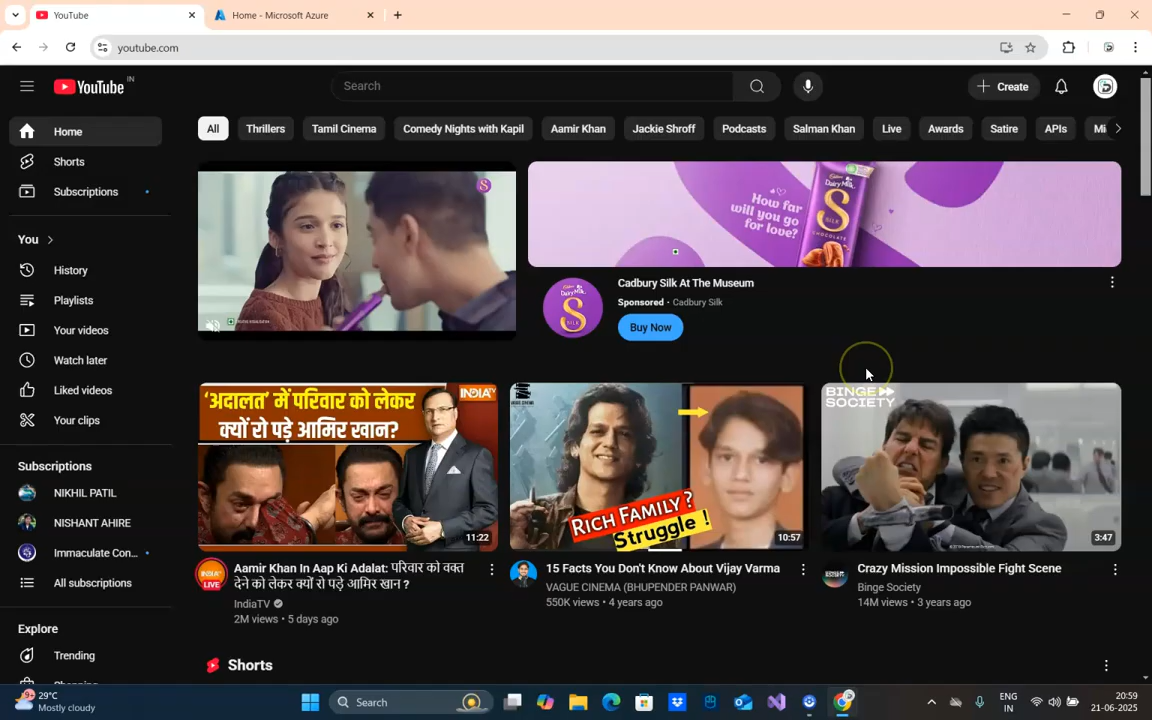 YouTube
Home - Microsoft Azure
youtube.com
YouTube IN
Search
Create
Home
Shorts
Subscriptions
You
History
Playlists
Your videos
Watch later
Liked videos
Your clips
Subscriptions
NIKHIL PATIL
NISHANT AHIRE
Immaculate Con...
All subscriptions
Explore
Trending
All
Thrillers
Tamil Cinema
Comedy Nights with Kapil
Aamir Khan
Jackie Shroff
Podcasts
Salman Khan
Live
Awards
Satire
APIs
Mi
How far
will you go
for love?
Cadbury
Dairy Milk
S
SILK
CHOCOLATE
Cadbury Silk At The Museum
Sponsored • Cadbury Silk
Buy Now
'अदालत' में परिवार को लेकर
क्यों रो पड़े आमिर खान?
INDIA TV
11:22
Aamir Khan In Aap Ki Adalat: परिवार को वक्त
देने को लेकर क्यों रो पड़े आमिर खान ?
IndiaTV
2M views • 5 days ago
RICH FAMILY ?
Struggle !
10:57
15 Facts You Don't Know About Vijay Varma
VAGUE CINEMA (BHUPENDER PANWAR)
550K views • 4 years ago
BINGE
SOCIETY
3:47
Crazy Mission Impossible Fight Scene
Binge Society
14M views • 3 years ago
Shorts
9+
29°C
Mostly cloudy
Search
ENG
IN
20:59
21-06-2025